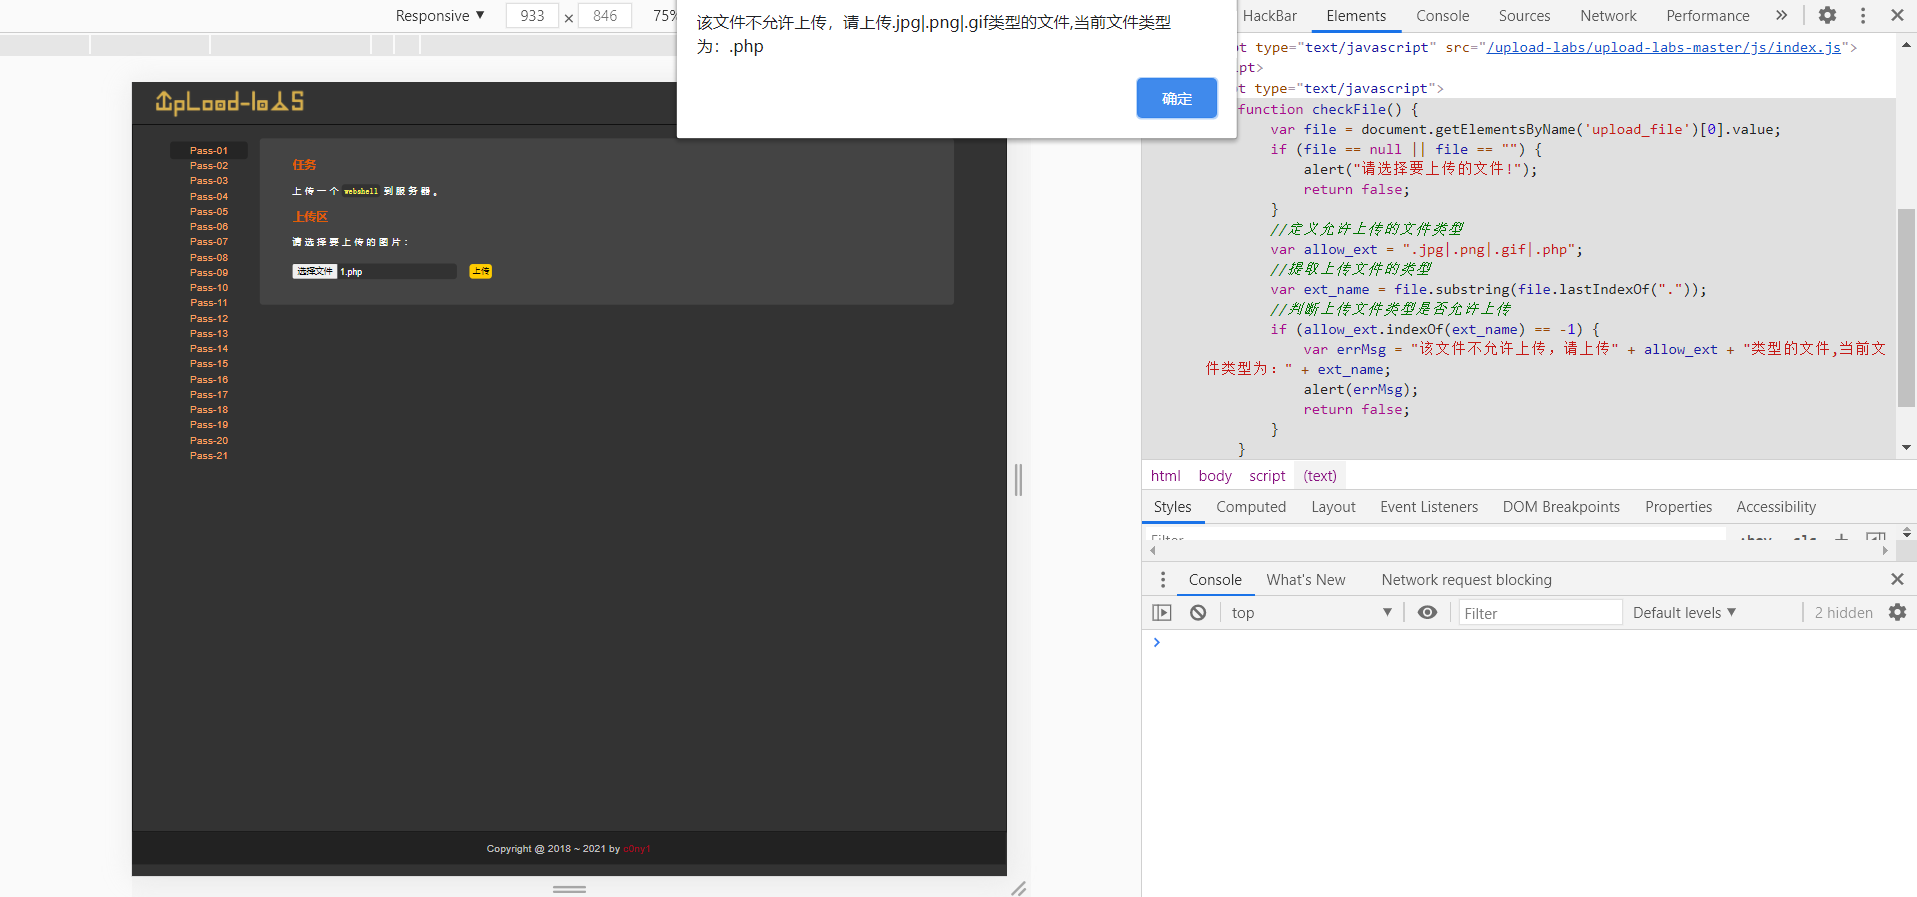 Responsive ▼ 933 × 846 75%
该文件不允许上传，请上传.jpg|.png|.gif类型的文件,当前文件类型
为：.php
确定
HackBar Elements Console Sources Network Performance »
UpLoad-labs
Pass-01
Pass-02
Pass-03
Pass-04
Pass-05
Pass-06
Pass-07
Pass-08
Pass-09
Pass-10
Pass-11
Pass-12
Pass-13
Pass-14
Pass-15
Pass-16
Pass-17
Pass-18
Pass-19
Pass-20
Pass-21
任务
上传一个 webshell 到服务器。
上传区
请选择要上传的图片：
选择文件 1.php 上传
Copyright @ 2018 ~ 2021 by c0ny1
pt type="text/javascript" src="/upload-labs/upload-labs-master/js/index.js">
ipt>
pt type="text/javascript">
function checkFile() {
var file = document.getElementsByName('upload_file')[0].value;
if (file == null || file == "") {
alert("请选择要上传的文件!");
return false;
}
//定义允许上传的文件类型
var allow_ext = ".jpg|.png|.gif|.php";
//提取上传文件的类型
var ext_name = file.substring(file.lastIndexOf("."));
//判断上传文件类型是否允许上传
if (allow_ext.indexOf(ext_name) == -1) {
var errMsg = "该文件不允许上传，请上传" + allow_ext + "类型的文件,当前文
件类型为：" + ext_name;
alert(errMsg);
return false;
}
}
html body script (text)
Styles Computed Layout Event Listeners DOM Breakpoints Properties Accessibility
Filter :hov .cls +
Console What's New Network request blocking
top ▼ Filter Default levels ▼ 2 hidden